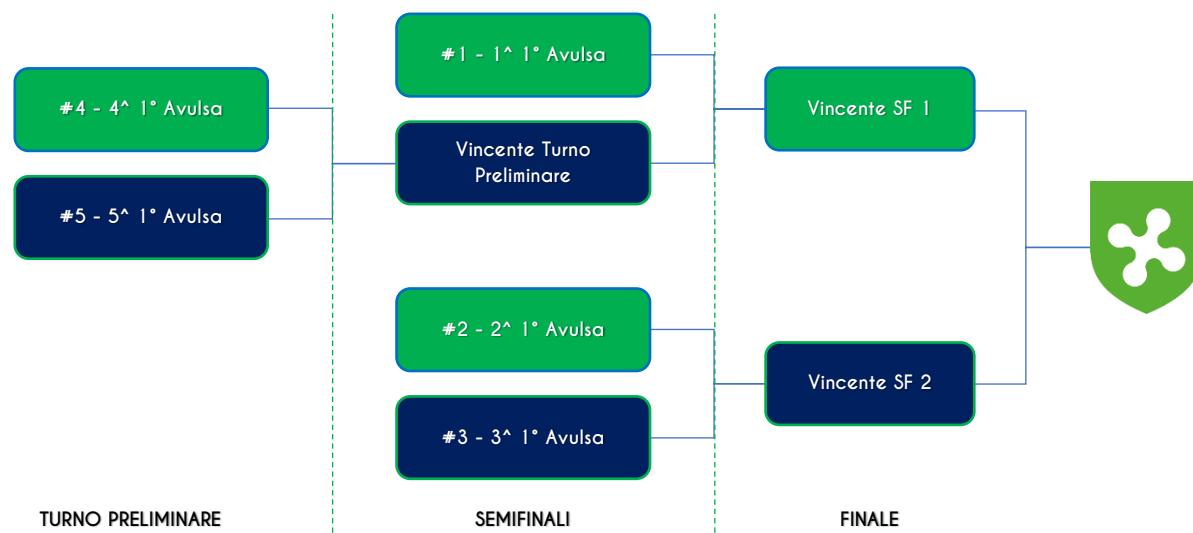 #1 - 1^ 1° Avulsa
#4 - 4^ 1° Avulsa
Vincente SF 1
Vincente Turno
Preliminare
#5 - 5^ 1° Avulsa
#2 - 2^ 1° Avulsa
Vincente SF 2
#3 - 3^ 1° Avulsa
TURNO PRELIMINARE
SEMIFINALI
FINALE